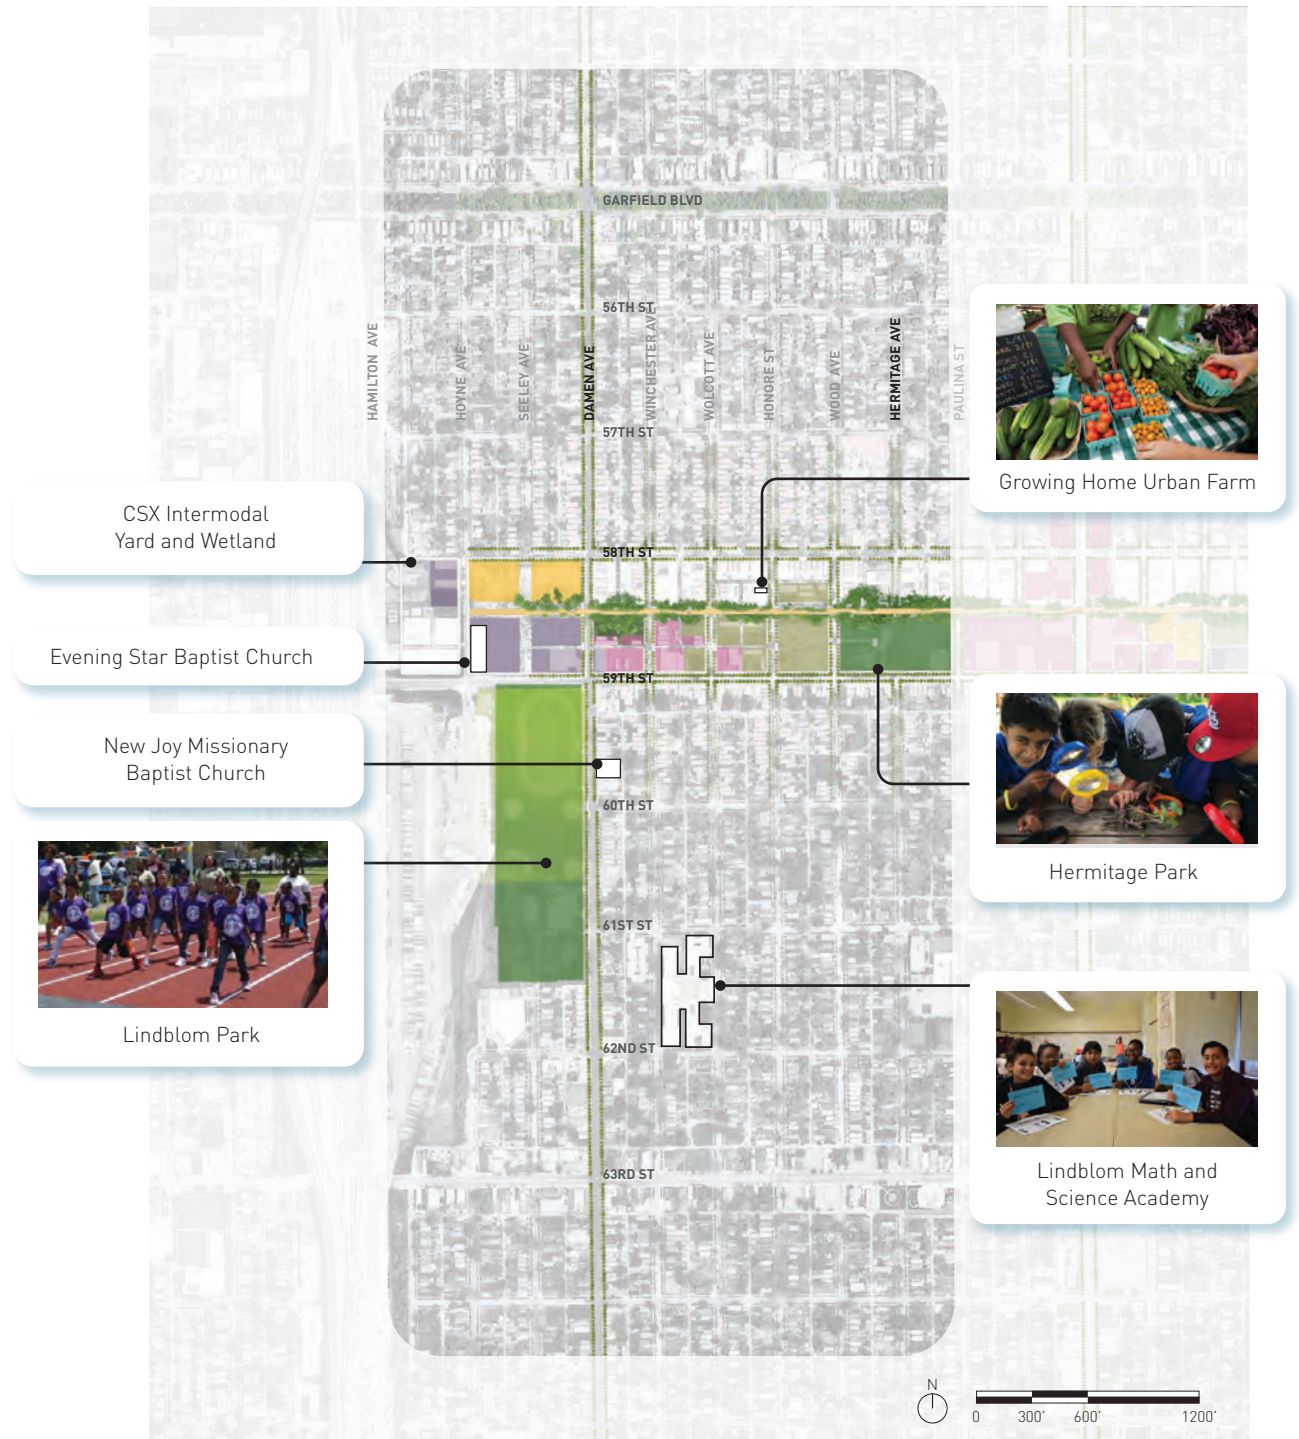 GARFIELD BLVD
56TH ST
HAMILTON AVE
HOYNE AVE
SEELEY AVE
DAMEN AVE
WINCHESTER AVE
WOLCOTT AVE
HONORE ST
WOOD AVE
HERMITAGE AVE
PAULINA ST
57TH ST
Growing Home Urban Farm
CSX Intermodal
Yard and Wetland
58TH ST
Evening Star Baptist Church
59TH ST
New Joy Missionary
Baptist Church
60TH ST
Hermitage Park
61ST ST
Lindblom Park
62ND ST
Lindblom Math and
Science Academy
63RD ST
N
0 300' 600' 1200'